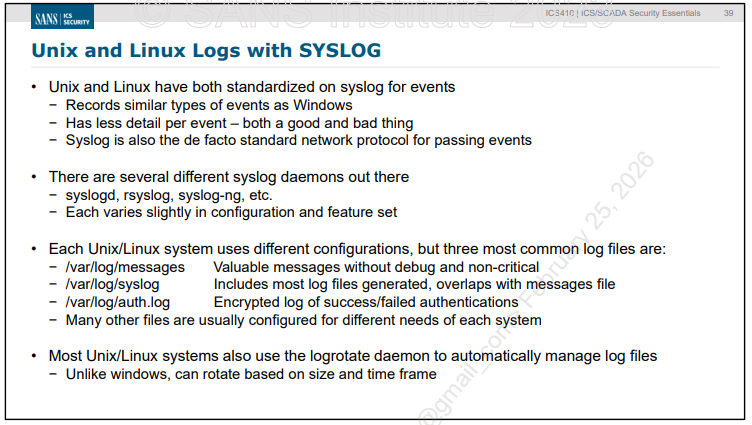 © SANS Institute 2026
SANS ICS SECURITY
ICS410 | ICS/SCADA Security Essentials 39
Unix and Linux Logs with SYSLOG
• Unix and Linux have both standardized on syslog for events
− Records similar types of events as Windows
− Has less detail per event – both a good and bad thing
− Syslog is also the de facto standard network protocol for passing events
• There are several different syslog daemons out there
− syslogd, rsyslog, syslog-ng, etc.
− Each varies slightly in configuration and feature set
• Each Unix/Linux system uses different configurations, but three most common log files are:
− /var/log/messages Valuable messages without debug and non-critical
− /var/log/syslog Includes most log files generated, overlaps with messages file
− /var/log/auth.log Encrypted log of success/failed authentications
− Many other files are usually configured for different needs of each system
• Most Unix/Linux systems also use the logrotate daemon to automatically manage log files
− Unlike windows, can rotate based on size and time frame
February 25, 2026